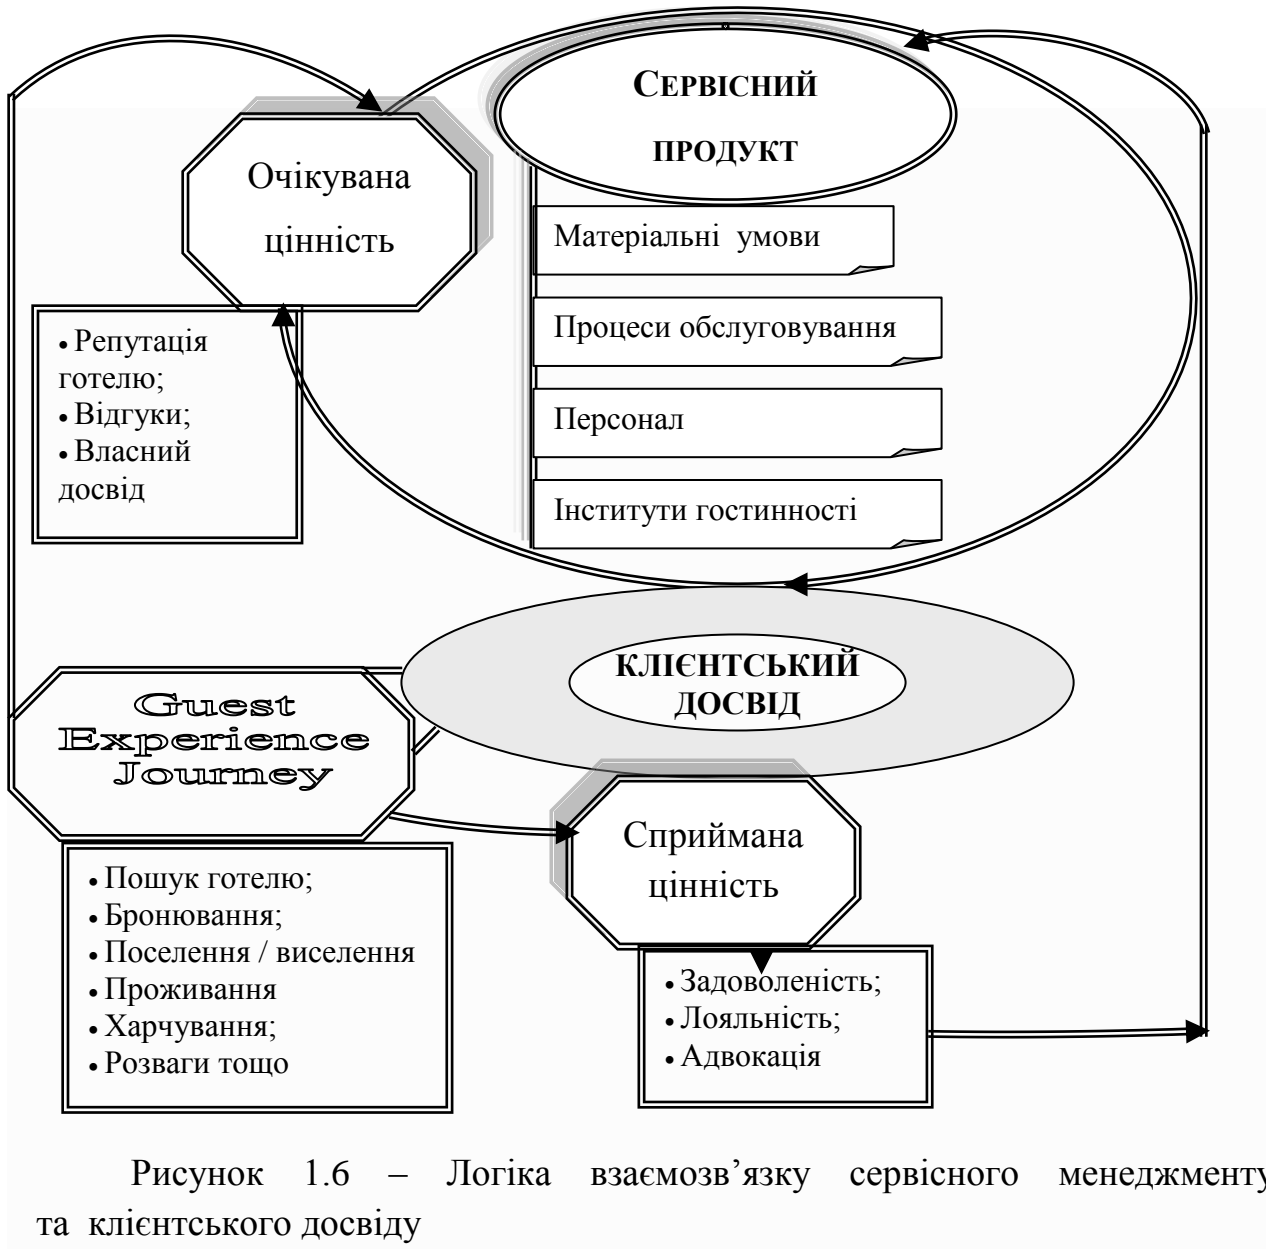 СЕРВІСНИЙ
ПРОДУКТ
Очікувана
цінність
Матеріальні умови
Процеси обслуговування
Персонал
Інститути гостинності
• Репутація
готелю;
• Відгуки;
• Власний
досвід
КЛІЄНТСЬКИЙ
ДОСВІД
Guest
Experience
Journey
Сприймана
цінність
• Пошук готелю;
• Бронювання;
• Поселення / виселення
• Проживання
• Харчування;
• Розваги тощо
• Задоволеність;
• Лояльність;
• Адвокація
Рисунок 1.6 – Логіка взаємозв’язку сервісного менеджменту
та клієнтського досвіду